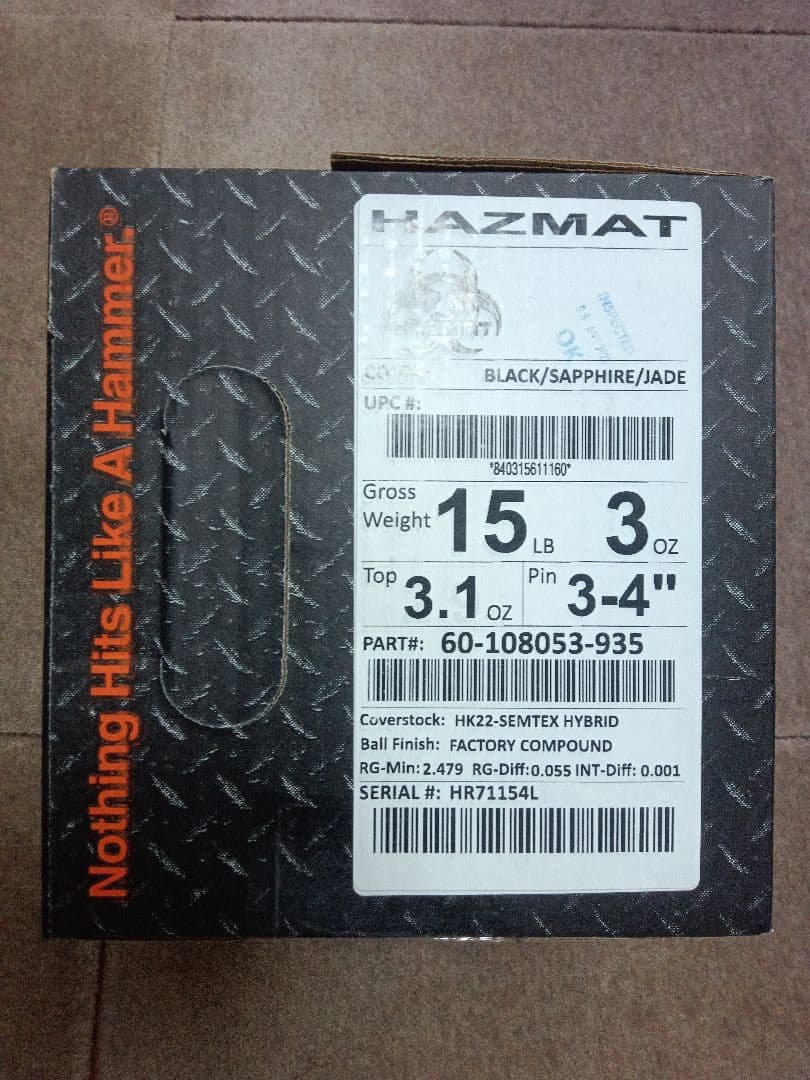 Nothing Hits Like A Hammer.®
HAZMAT
HAZMAT
INSPECTED
OK
BLACK/SAPPHIRE/JADE
UPC #:
*840315611160*
Gross Weight 15 LB 3 OZ
Top 3.1 OZ Pin 3-4"
PART#: 60-108053-935
Coverstock: HK22-SEMTEX HYBRID
Ball Finish: FACTORY COMPOUND
RG-Min: 2.479 RG-Diff: 0.055 INT-Diff: 0.001
SERIAL #: HR71154L